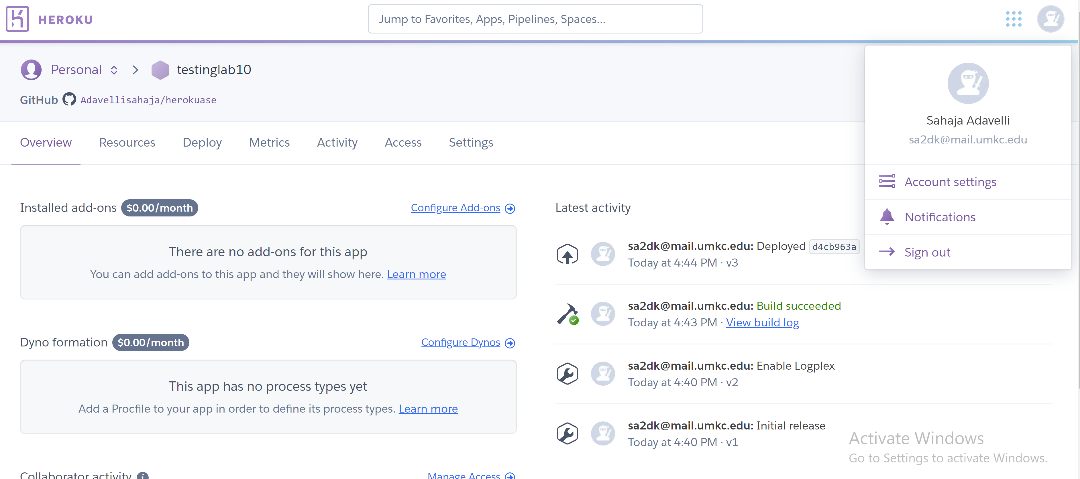 HEROKU
Jump to Favorites, Apps, Pipelines, Spaces...
Personal
testinglab10
GitHub Adavellisahaja/herokuase
Sahaja Adavelli
sa2dk@mail.umkc.edu
Account settings
Notifications
Sign out
Overview Resources Deploy Metrics Activity Access Settings
Installed add-ons $0.00/month Configure Add-ons
There are no add-ons for this app
You can add add-ons to this app and they will show here. Learn more
Dyno formation $0.00/month Configure Dynos
This app has no process types yet
Add a Procfile to your app in order to define its process types. Learn more
Collaborator activity Manage Access
Latest activity
sa2dk@mail.umkc.edu: Deployed d4cb963a
Today at 4:44 PM · v3
sa2dk@mail.umkc.edu: Build succeeded
Today at 4:43 PM · View build log
sa2dk@mail.umkc.edu: Enable Logplex
Today at 4:40 PM · v2
sa2dk@mail.umkc.edu: Initial release
Today at 4:40 PM · v1
Activate Windows
Go to Settings to activate Windows.